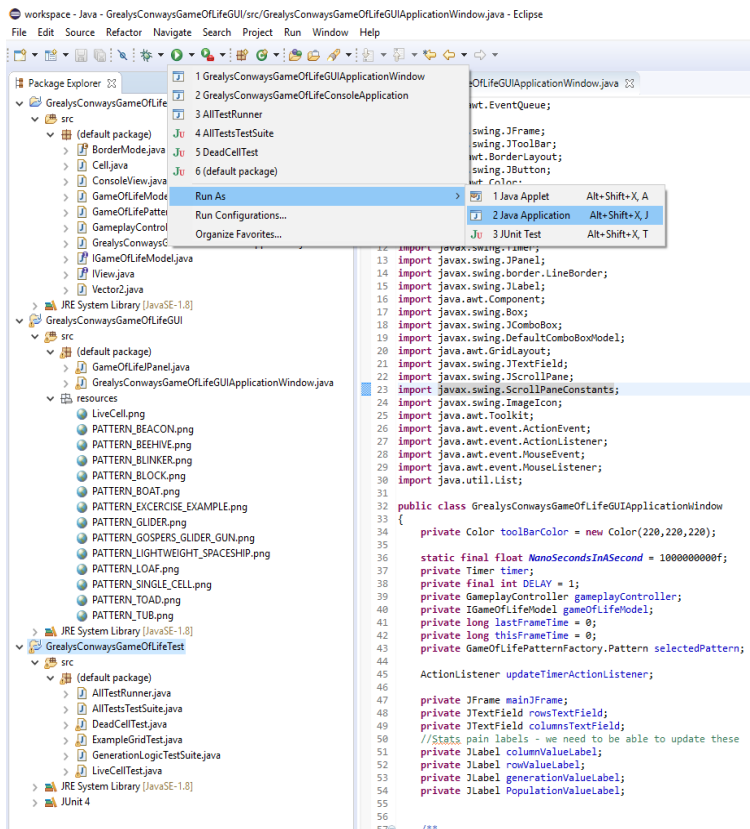 workspace - Java - GrealysConwaysGameOfLifeGUI/src/GrealysConwaysGameOfLifeGUIApplicationWindow.java - Eclipse
File Edit Source Refactor Navigate Search Project Run Window Help
Package Explorer
GrealysConwaysGameOfLife
src
(default package)
BorderMode.java
Cell.java
ConsoleView.java
GameOfLifeMode
GameOfLifePatter
GameplayControl
GrealysConwaysG
IGameOfLifeModel.java
IView.java
Vector2.java
JRE System Library [JavaSE-1.8]
GrealysConwaysGameOfLifeGUI
src
(default package)
GameOfLifeJPanel.java
GrealysConwaysGameOfLifeGUIApplicationWindow.java
resources
LiveCell.png
PATTERN_BEACON.png
PATTERN_BEEHIVE.png
PATTERN_BLINKER.png
PATTERN_BLOCK.png
PATTERN_BOAT.png
PATTERN_EXCERCISE_EXAMPLE.png
PATTERN_GLIDER.png
PATTERN_GOSPERS_GLIDER_GUN.png
PATTERN_LIGHTWEIGHT_SPACESHIP.png
PATTERN_LOAF.png
PATTERN_SINGLE_CELL.png
PATTERN_TOAD.png
PATTERN_TUB.png
JRE System Library [JavaSE-1.8]
GrealysConwaysGameOfLifeTest
src
(default package)
AllTestRunner.java
AllTestsTestSuite.java
DeadCellTest.java
ExampleGridTest.java
GenerationLogicTestSuite.java
LiveCellTest.java
JRE System Library [JavaSE-1.8]
JUnit 4
1 GrealysConwaysGameOfLifeGUIApplicationWindow
2 GrealysConwaysGameOfLifeConsoleApplication
3 AllTestRunner
4 AllTestsTestSuite
5 DeadCellTest
6 (default package)
Run As
Run Configurations...
Organize Favorites...
1 Java Applet Alt+Shift+X, A
2 Java Application Alt+Shift+X, J
3 JUnit Test Alt+Shift+X, T
OfLifeGUIApplicationWindow.java
awt.EventQueue;
swing.JFrame;
swing.JToolBar;
awt.BorderLayout;
swing.JButton;
awt.Color;
12 import javax.swing.Timer;
13 import javax.swing.JPanel;
14 import javax.swing.border.LineBorder;
15 import javax.swing.JLabel;
16 import java.awt.Component;
17 import javax.swing.Box;
18 import javax.swing.JComboBox;
19 import javax.swing.DefaultComboBoxModel;
20 import java.awt.GridLayout;
21 import javax.swing.JTextField;
22 import javax.swing.JScrollPane;
23 import javax.swing.ScrollPaneConstants;
24 import javax.swing.ImageIcon;
25 import java.awt.Toolkit;
26 import java.awt.event.ActionEvent;
27 import java.awt.event.ActionListener;
28 import java.awt.event.MouseEvent;
29 import java.awt.event.MouseListener;
30 import java.util.List;
31
32 public class GrealysConwaysGameOfLifeGUIApplicationWindow
33 {
34 private Color toolBarColor = new Color(220,220,220);
35
36 static final float NanoSecondsInASecond = 1000000000f;
37 private Timer timer;
38 private final int DELAY = 1;
39 private GameplayController gameplayController;
40 private IGameOfLifeModel gameOfLifeModel;
41 private long lastFrameTime = 0;
42 private long thisFrameTime = 0;
43 private GameOfLifePatternFactory.Pattern selectedPattern;
44
45 ActionListener updateTimerActionListener;
46
47 private JFrame mainJFrame;
48 private JTextField rowsTextField;
49 private JTextField columnsTextField;
50 //Stats pain labels - we need to be able to update these
51 private JLabel columnValueLabel;
52 private JLabel rowValueLabel;
53 private JLabel generationValueLabel;
54 private JLabel PopulationValueLabel;
55
56